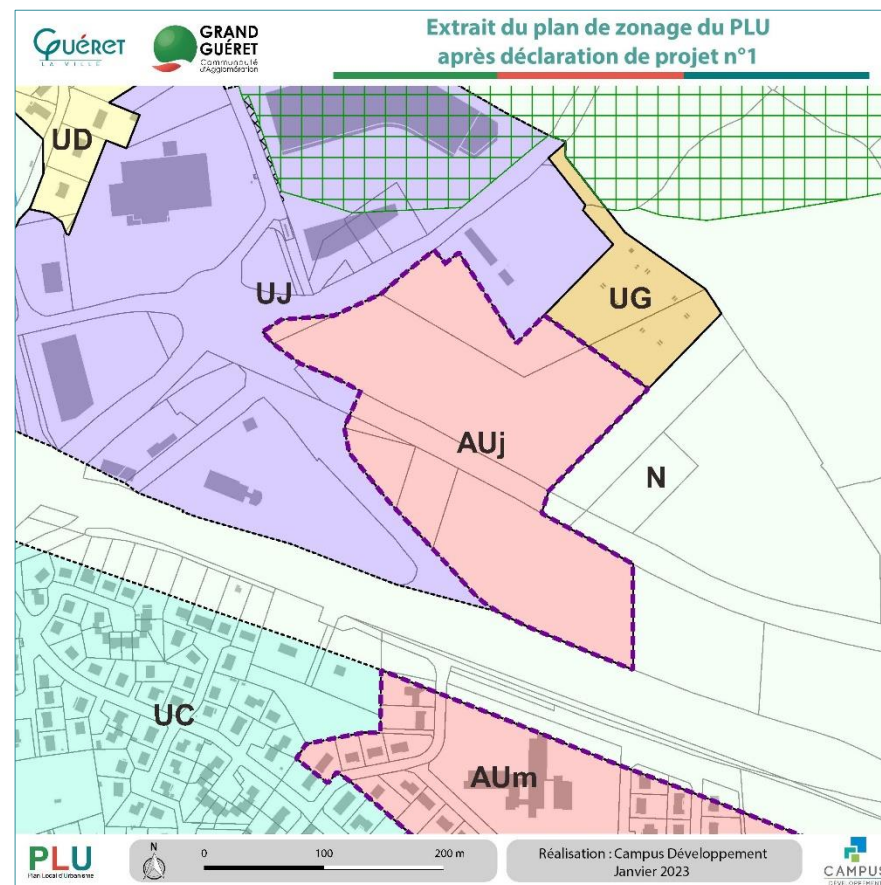 GUÉRET
LA VILLE
GRAND
GUÉRET
Communauté
d'Agglomération
Extrait du plan de zonage du PLU
après déclaration de projet n°1
UD
UJ
UG
AUj
N
UC
AUm
PLU
Plan Local d'Urbanisme
N
0 100 200 m
Réalisation : Campus Développement
Janvier 2023
CAMPUS
DÉVELOPPEMENT